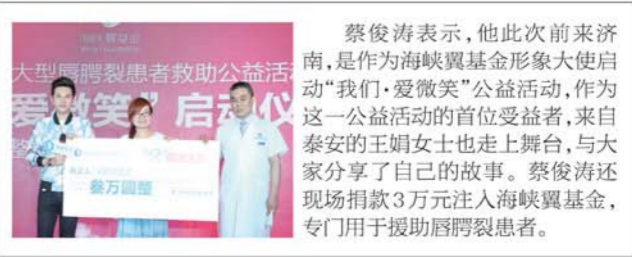 翼基金
大型唇腭裂患者救助公益活动
爱微笑”启动仪
叁万圆整
蔡俊涛表示，他此次前来济
南，是作为海峡翼基金形象大使启
动“我们·爱微笑”公益活动，作为
这一公益活动的首位受益者，来自
泰安的王娟女士也走上舞台，与大
家分享了自己的故事。蔡俊涛还
现场捐款3万元注入海峡翼基金，
专门用于援助唇腭裂患者。